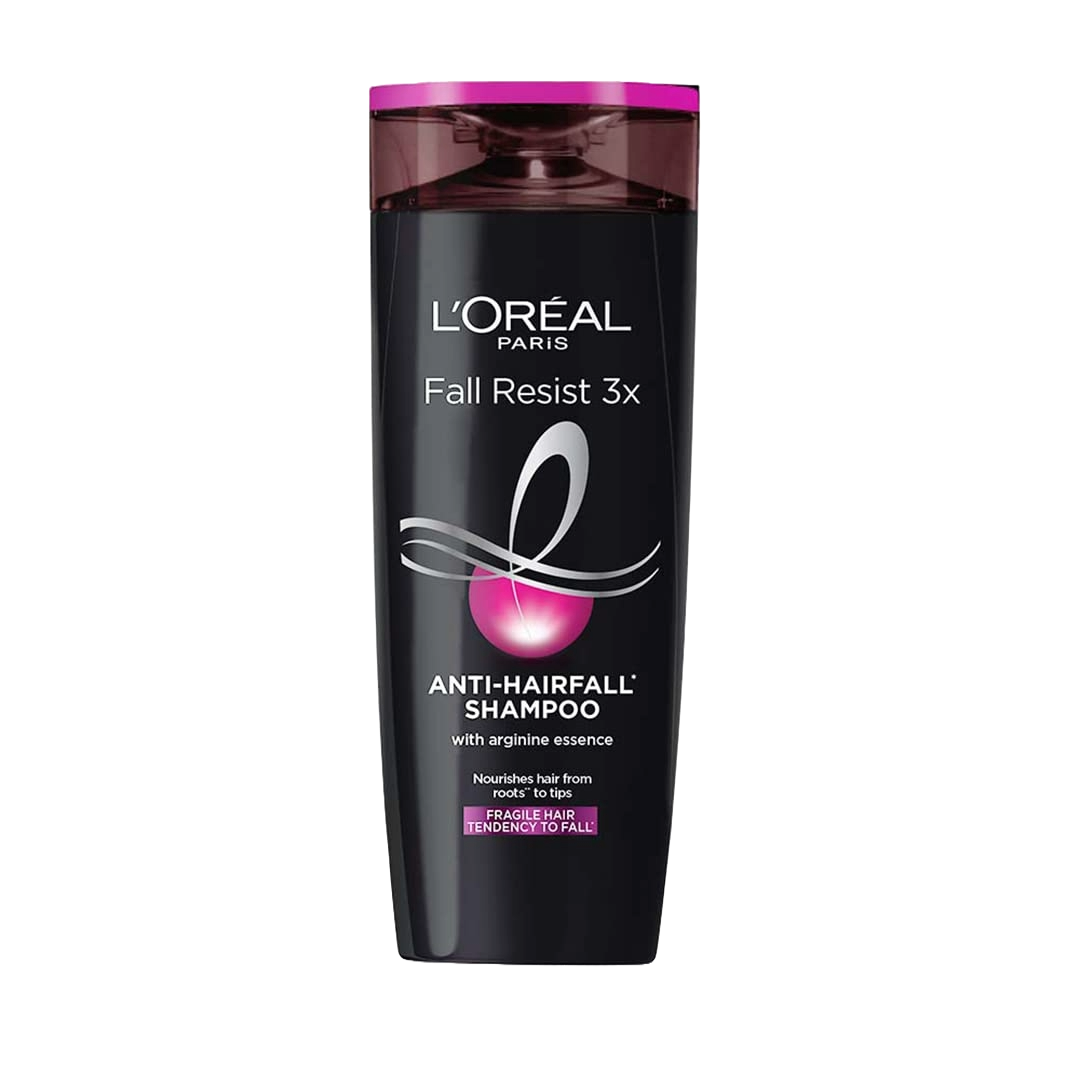 L'ORÉAL
PARiS
Fall Resist 3x
ANTI-HAIRFALL*
SHAMPOO
with arginine essence
Nourishes hair from
roots** to tips
FRAGILE HAIR
TENDENCY TO FALL*